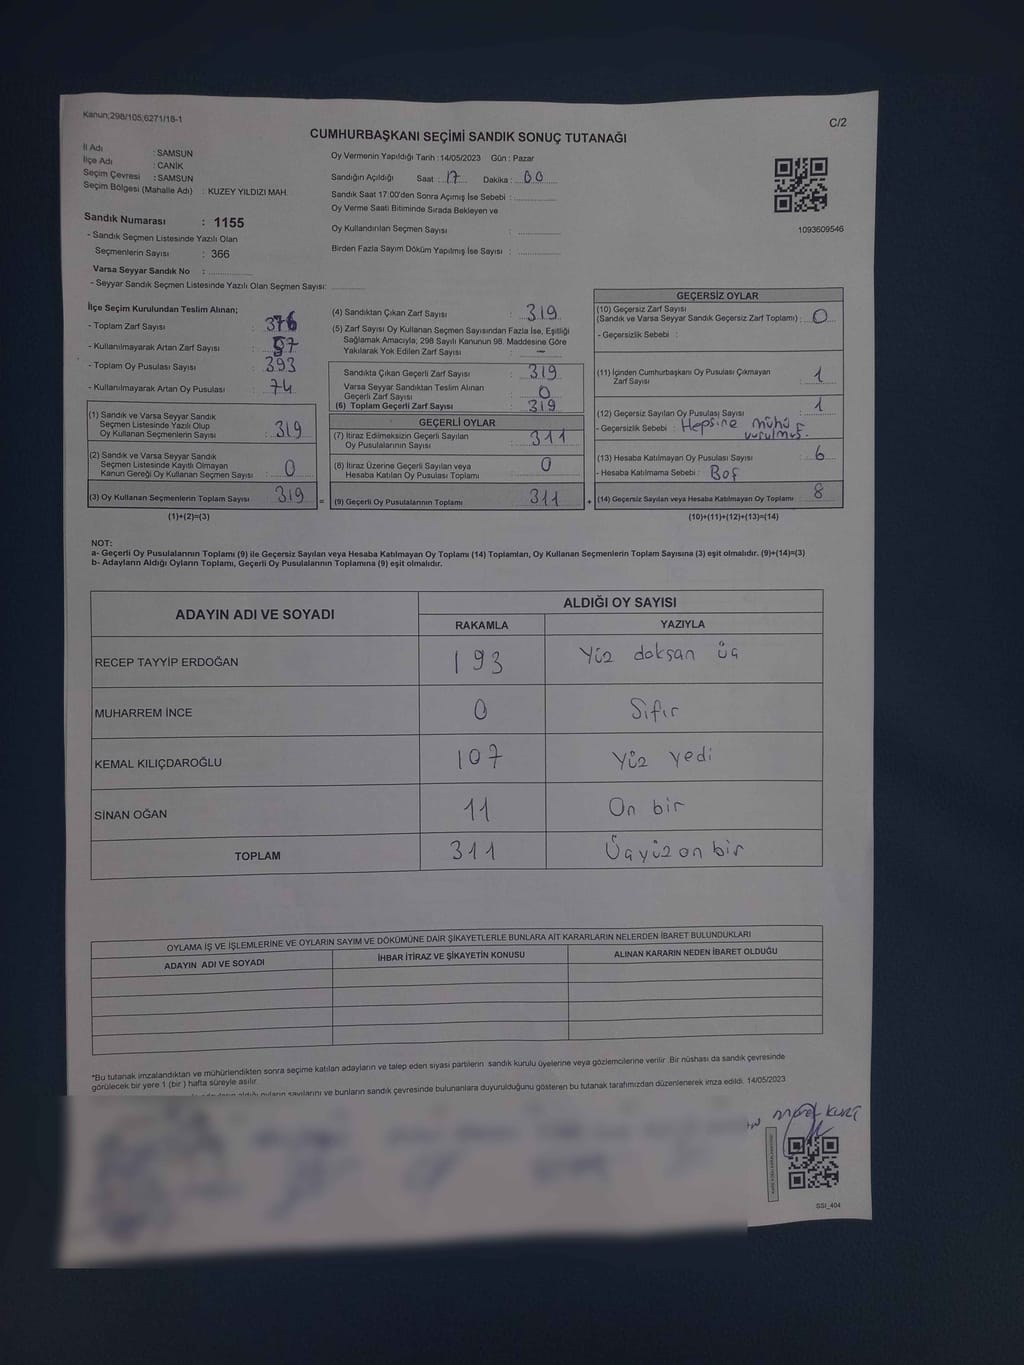 Kanun;298/105,6271/18-1
C/2
CUMHURBAŞKANI SEÇİMİ SANDIK SONUÇ TUTANAĞI
İl Adı : SAMSUN
İlçe Adı : CANİK
Seçim Çevresi : SAMSUN
Seçim Bölgesi (Mahalle Adı) : KUZEY YILDIZI MAH.
Sandık Numarası : 1155
- Sandık Seçmen Listesinde Yazılı Olan
Seçmenlerin Sayısı : 366
Varsa Seyyar Sandık No : ..............
- Seyyar Sandık Seçmen Listesinde Yazılı Olan Seçmen Sayısı: ..............
Oy Vermenin Yapıldığı Tarih :14/05/2023 Gün : Pazar
Sandığın Açıldığı Saat : 17 Dakika : 00
Sandık Saat 17:00'den Sonra Açımış İse Sebebi : ..............
Oy Verme Saati Bitiminde Sırada Bekleyen ve
Oy Kullandırılan Seçmen Sayısı : ..............
Birden Fazla Sayım Döküm Yapılmış İse Sayısı : ..............
1093609546
İlçe Seçim Kurulundan Teslim Alınan;
- Toplam Zarf Sayısı : 376
- Kullanılmayarak Artan Zarf Sayısı : 57
- Toplam Oy Pusulası Sayısı : 393
- Kullanılmayarak Artan Oy Pusulası : 74
(1) Sandık ve Varsa Seyyar Sandık
Seçmen Listesinde Yazılı Olup
Oy Kullanan Seçmenlerin Sayısı : 319
(2) Sandık ve Varsa Seyyar Sandık
Seçmen Listesinde Kayıtlı Olmayan
Kanun Gereği Oy Kullanan Seçmen Sayısı : 0
(3) Oy Kullanan Seçmenlerin Toplam Sayısı : 319
(1)+(2)=(3)
(4) Sandıktan Çıkan Zarf Sayısı : 319
(5) Zarf Sayısı Oy Kullanan Seçmen Sayısından Fazla İse, Eşitliği
Sağlamak Amacıyla; 298 Sayılı Kanunun 98. Maddesine Göre
Yakılarak Yok Edilen Zarf Sayısı : -
Sandıkta Çıkan Geçerli Zarf Sayısı : 319
Varsa Seyyar Sandıktan Teslim Alınan
Geçerli Zarf Sayısı : 0
(6) Toplam Geçerli Zarf Sayısı : 319
GEÇERLİ OYLAR
(7) İtiraz Edilmeksizin Geçerli Sayılan
Oy Pusulalarının Sayısı : 311
(8) İtiraz Üzerine Geçerli Sayılan veya
Hesaba Katılan Oy Pusulası Toplamı : 0
= (9) Geçerli Oy Pusulalarının Toplamı : 311
GEÇERSİZ OYLAR
(10) Geçersiz Zarf Sayısı
(Sandık ve Varsa Seyyar Sandık Geçersiz Zarf Toplamı) : 0
- Geçersizlik Sebebi :
(11) İçinden Cumhurbaşkanı Oy Pusulası Çıkmayan
Zarf Sayısı : 1
(12) Geçersiz Sayılan Oy Pusulası Sayısı : 1
- Geçersizlik Sebebi : Hepsine mühür
vurulmuş.
(13) Hesaba Katılmayan Oy Pusulası Sayısı : 6
- Hesaba Katılmama Sebebi : Boş
+ (14) Geçersiz Sayılan veya Hesaba Katılmayan Oy Toplamı : 8
(10)+(11)+(12)+(13)=(14)
NOT:
a- Geçerli Oy Pusulalarının Toplamı (9) ile Geçersiz Sayılan veya Hesaba Katılmayan Oy Toplamı (14) Toplamları, Oy Kullanan Seçmenlerin Toplam Sayısına (3) eşit olmalıdır. (9)+(14)=(3)
b- Adayların Aldığı Oyların Toplamı, Geçerli Oy Pusulalarının Toplamına (9) eşit olmalıdır.
ADAYIN ADI VE SOYADI
ALDIĞI OY SAYISI
RAKAMLA YAZIYLA
RECEP TAYYİP ERDOĞAN 193 Yüz doksan üç
MUHARREM İNCE 0 Sıfır
KEMAL KILIÇDAROĞLU 107 Yüz yedi
SİNAN OĞAN 11 On bir
TOPLAM 311 Üçyüz on bir
OYLAMA İŞ VE İŞLEMLERİNE VE OYLARIN SAYIM VE DÖKÜMÜNE DAİR ŞİKAYETLERLE BUNLARA AİT KARARLARIN NELERDEN İBARET BULUNDUKLARI
ADAYIN ADI VE SOYADI İHBAR İTİRAZ VE ŞİKAYETİN KONUSU ALINAN KARARIN NEDEN İBARET OLDUĞU
*Bu tutanak imzalandıktan ve mühürlendikten sonra seçime katılan adayların ve talep eden siyasi partilerin sandık kurulu üyelerine veya gözlemcilerine verilir. Bir nüshası da sandık çevresinde
görülecek bir yere 1 (bir) hafta süreyle asılır.
sayılarını ve bunların sandık çevresinde bulunanlara duyurulduğunu gösteren bu tutanak tarafımızdan düzenlenerek imza edildi. 14/05/2023
SSI_404